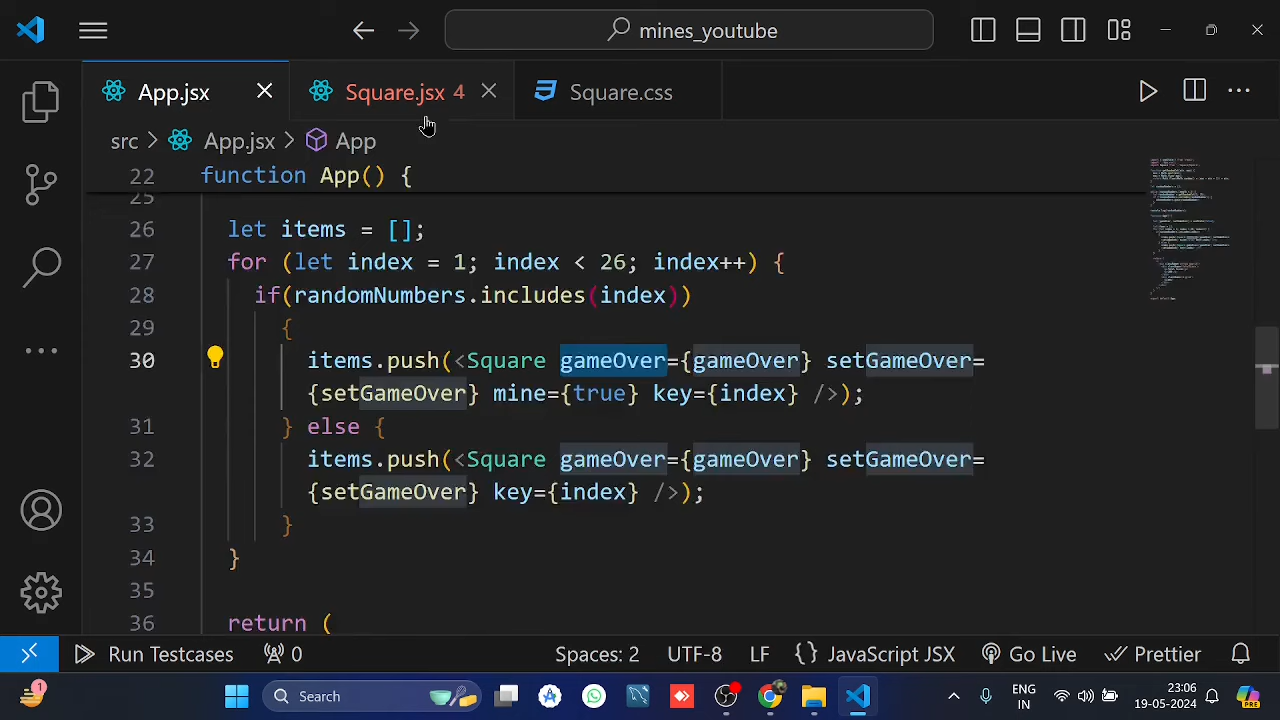 mines_youtube
App.jsx
Square.jsx 4
Square.css
src > App.jsx > App
22 function App() {
25
26 let items = [];
27 for (let index = 1; index < 26; index++) {
28 if(randomNumbers.includes(index))
29 {
30 items.push(<Square gameOver={gameOver} setGameOver=
{setGameOver} mine={true} key={index} />);
31 } else {
32 items.push(<Square gameOver={gameOver} setGameOver=
{setGameOver} key={index} />);
33 }
34 }
35
36 return (
Run Testcases 0 Spaces: 2 UTF-8 LF {} JavaScript JSX Go Live Prettier
1 Search ENG 23:06
IN 19-05-2024 PRE